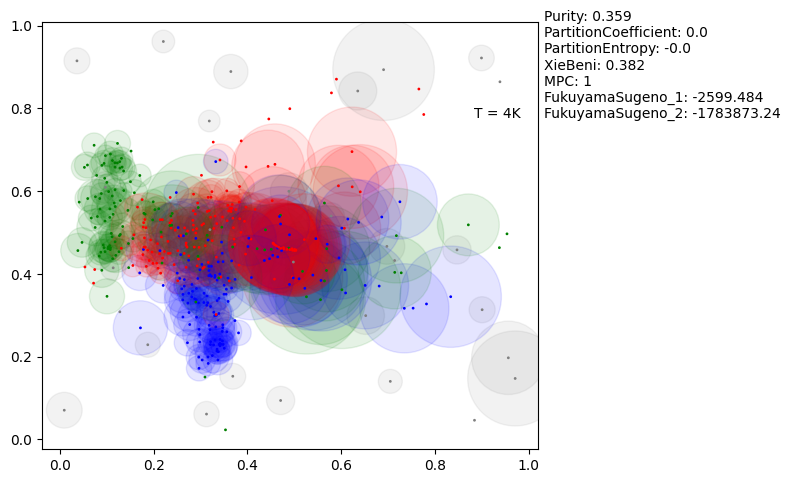 Purity: 0.359
PartitionCoefficient: 0.0
PartitionEntropy: -0.0
XieBeni: 0.382
MPC: 1
FukuyamaSugeno_1: -2599.484
FukuyamaSugeno_2: -1783873.24
T = 4K
1.0
0.8
0.6
0.4
0.2
0.0
0.0 0.2 0.4 0.6 0.8 1.0